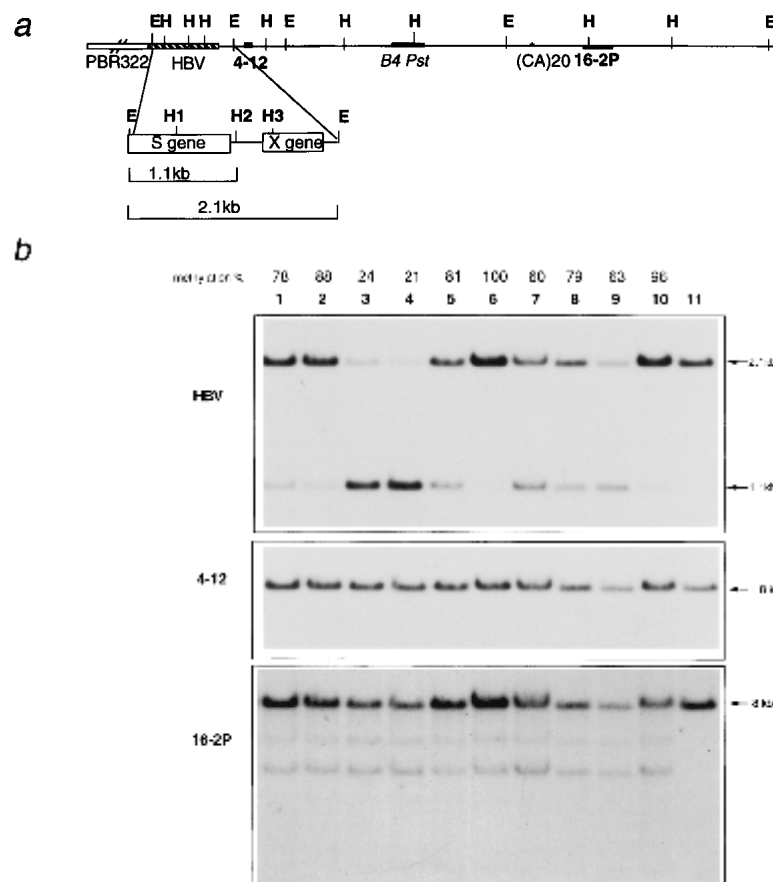 a
E H H H E H E H H E H H E
PBR322 HBV 4-12 B4 Pst (CA)20 16-2P
E H1 H2 H3 E
S gene X gene
1.1kb
2.1kb
b
78 88 24 21 81 100 80 79 83 96
1 2 3 4 5 6 7 8 9 10 11
HBV
4-12
16-2P